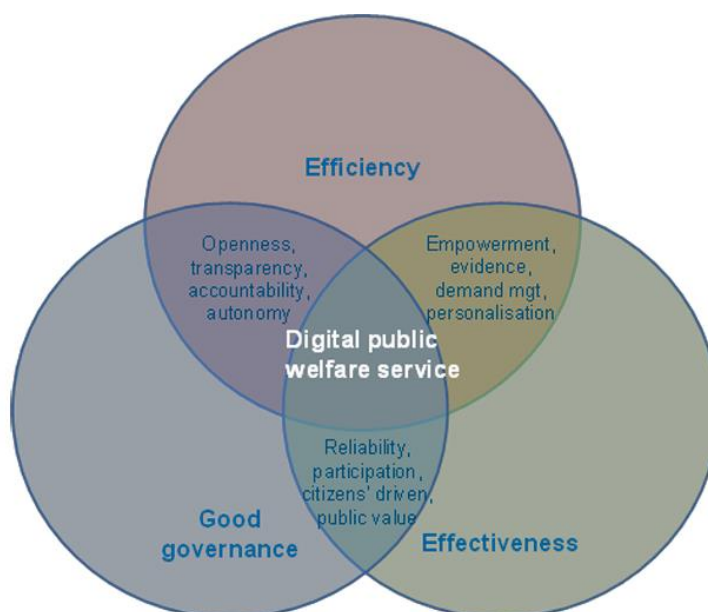 Efficiency
Openness,
transparency,
accountability,
autonomy
Empowerment,
evidence,
demand mgt,
personalisation
Digital public
welfare service
Reliability,
participation,
citizens' driven,
public value
Good
governance
Effectiveness